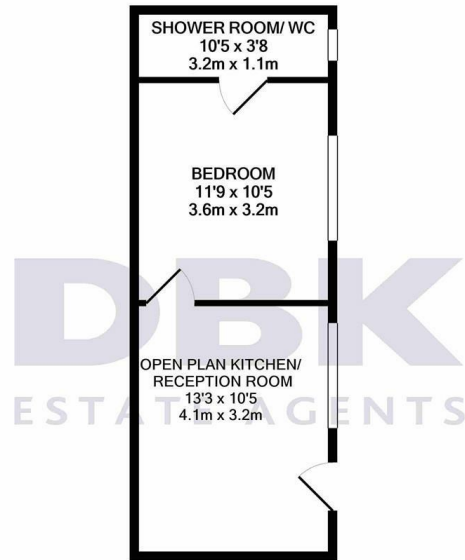 SHOWER ROOM/ WC
10'5 x 3'8
3.2m x 1.1m
BEDROOM
11'9 x 10'5
3.6m x 3.2m
DBK
OPEN PLAN KITCHEN/
RECEPTION ROOM
13'3 x 10'5
4.1m x 3.2m
ESTATE AGENTS